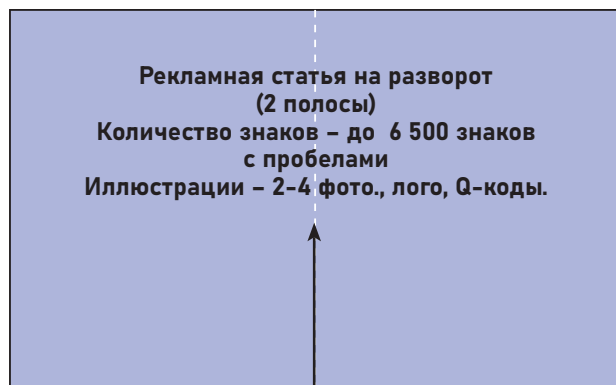 Рекламная статья на разворот
(2 полосы)
Количество знаков – до  6 500 знаков
с пробелами
Иллюстрации – 2-4 фото., лого, Q-коды.